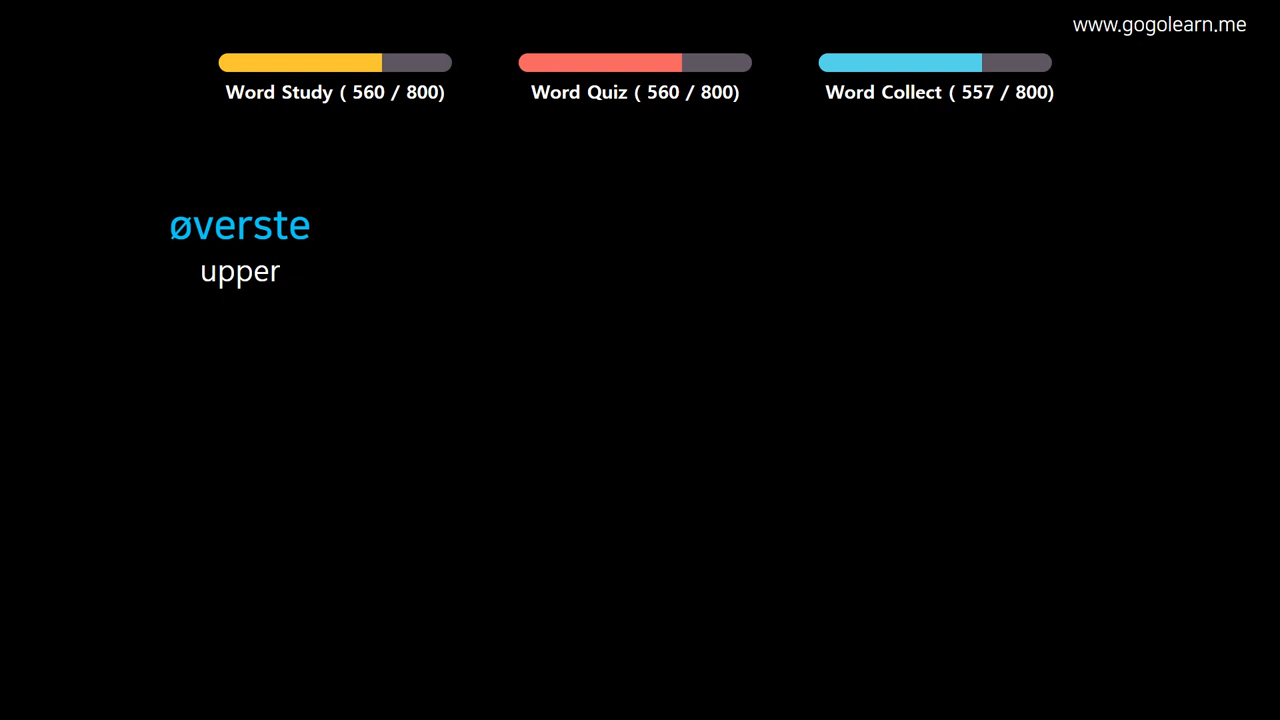 www.gogolearn.me
Word Study ( 560 / 800)
Word Quiz ( 560 / 800)
Word Collect ( 557 / 800)
øverste
upper